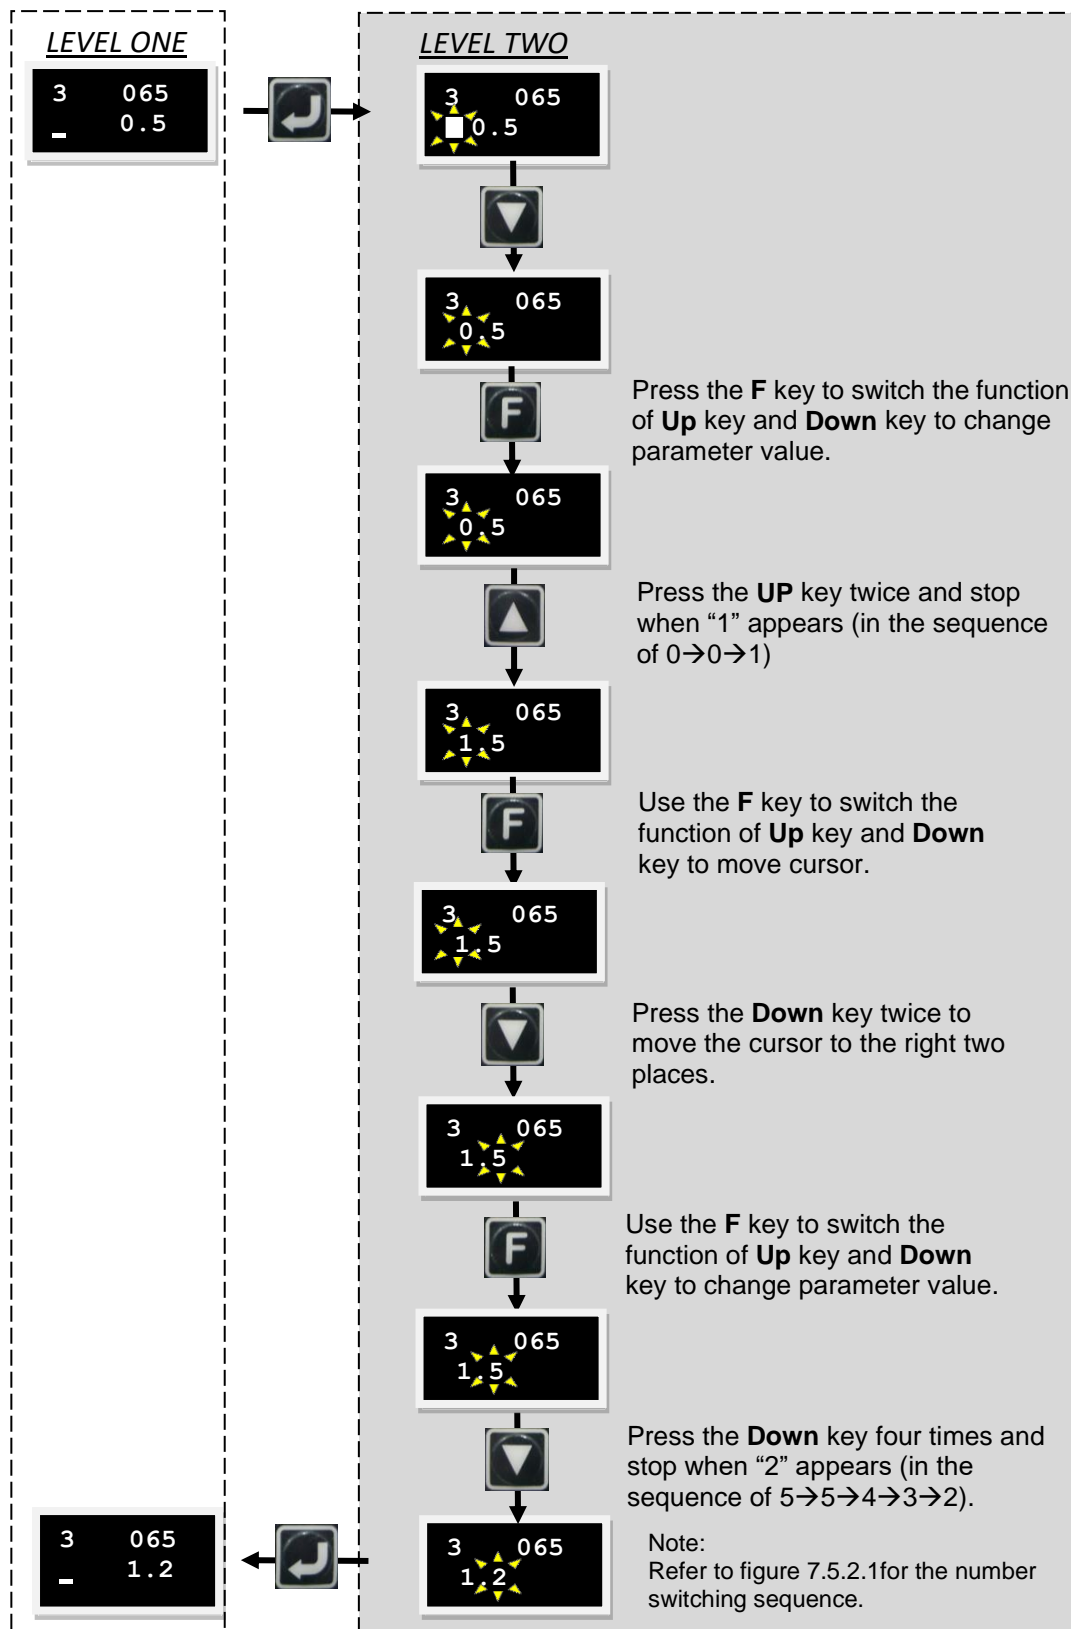 LEVEL ONE
LEVEL TWO
3 065
_ 0.5
3 065
0.5
3 065
0.5
F
Press the F key to switch the function
of Up key and Down key to change
parameter value.
3 065
0.5
Press the UP key twice and stop
when “1” appears (in the sequence
of 0→0→1)
3 065
1.5
F
Use the F key to switch the
function of Up key and Down
key to move cursor.
3 065
1.5
Press the Down key twice to
move the cursor to the right two
places.
3 065
1.5
F
Use the F key to switch the
function of Up key and Down
key to change parameter value.
3 065
1.5
Press the Down key four times and
stop when “2” appears (in the
sequence of 5→5→4→3→2).
3 065
_ 1.2
3 065
1.2
Note:
Refer to figure 7.5.2.1for the number
switching sequence.